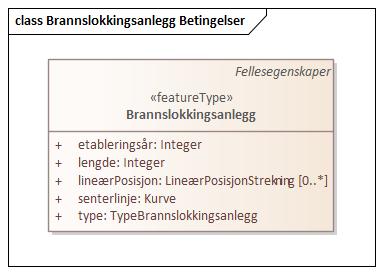 class Brannslokkingsanlegg Betingelser
Fellesegenskaper
«featureType»
Brannslokkingsanlegg
+ etableringsår: Integer
+ lengde: Integer
+ lineærPosisjon: LineærPosisjonStrekning [0..*]
+ senterlinje: Kurve
+ type: TypeBrannslokkingsanlegg